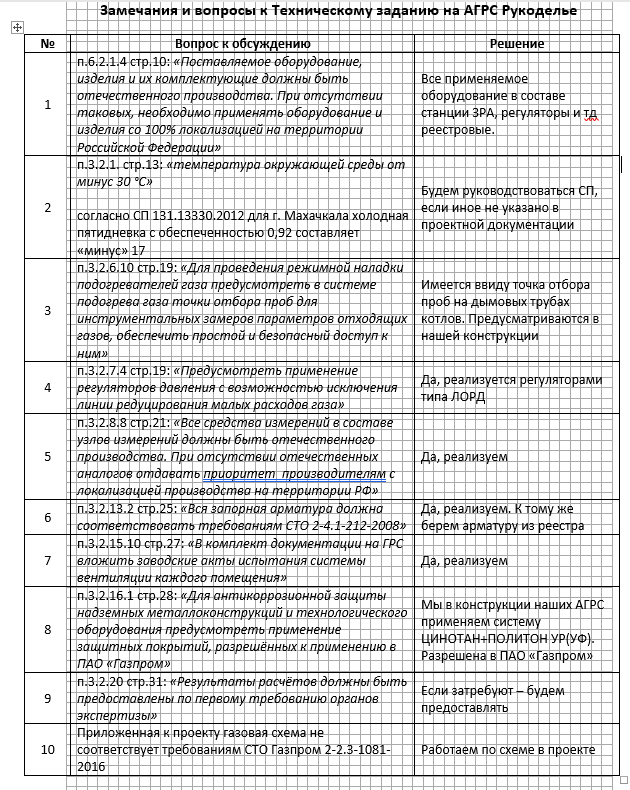 Замечания и вопросы к Техническому заданию на АГРС Рукоделье
№
Вопрос к обсуждению
Решение
1
п.6.2.1.4 стр.10: «Поставляемое оборудование,
изделия и их комплектующие должны быть
отечественного производства. При отсутствии
таковых, необходимо применять оборудование и
изделия со 100% локализацией на территории
Российской Федерации»
Все применяемое
оборудование в составе
станции ЗРА, регуляторы и тд
реестровые.
2
п.3.2.1. стр.13: «температура окружающей среды от
минус 30 °С»
согласно СП 131.13330.2012 для г. Махачкала холодная
пятидневка с обеспеченностью 0,92 составляет
«минус» 17
Будем руководствоваться СП,
если иное не указано в
проектной документации
3
п.3.2.6.10 стр.19: «Для проведения режимной наладки
подогревателей газа предусмотреть в системе
подогрева газа точки отбора проб для
инструментальных замеров параметров отходящих
газов, обеспечить простой и безопасный доступ к
ним»
Имеется ввиду точка отбора
проб на дымовых трубах
котлов. Предусматриваются в
нашей конструкции
4
п.3.2.7.4 стр.19: «Предусмотреть применение
регуляторов давления с возможностью исключения
линии редуцирования малых расходов газа»
Да, реализуется регуляторами
типа ЛОРД
5
п.3.2.8.8 стр.21: «Все средства измерений в составе
узлов измерений должны быть отечественного
производства. При отсутствии отечественных
аналогов отдавать приоритет производителям с
локализацией производства на территории РФ»
Да, реализуем
6
п.3.2.13.2 стр.25: «Вся запорная арматура должна
соответствовать требованиям СТО 2-4.1-212-2008»
Да, реализуем. К тому же
берем арматуру из реестра
7
п.3.2.15.10 стр.27: «В комплект документации на ГРС
вложить заводские акты испытания системы
вентиляции каждого помещения»
Да, реализуем
8
п.3.2.16.1 стр.28: «Для антикоррозионной защиты
надземных металлоконструкций и технологического
оборудования предусмотреть применение
защитных покрытий, разрешённых к применению в
ПАО «Газпром»
Мы в конструкции наших АГРС
применяем систему
ЦИНОТАН+ПОЛИТОН УР(УФ).
Разрешена в ПАО «Газпром»
9
п.3.2.20 стр.31: «Результаты расчётов должны быть
предоставлены по первому требованию органов
экспертизы»
Если затребуют – будем
предоставлять
10
Приложенная к проекту газовая схема не
соответствует требованиям СТО Газпром 2-2.3-1081-
2016
Работаем по схеме в проекте